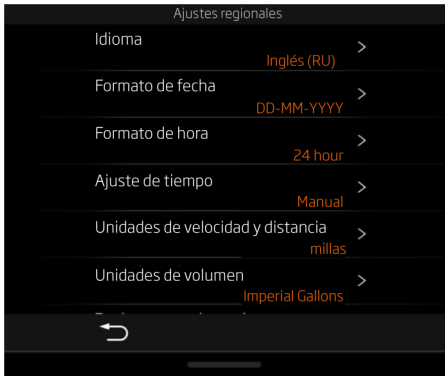 Ajustes regionales
Idioma
Inglés (RU)
Formato de fecha
DD-MM-YYYY
Formato de hora
24 hour
Ajuste de tiempo
Manual
Unidades de velocidad y distancia
millas
Unidades de volumen
Imperial Gallons